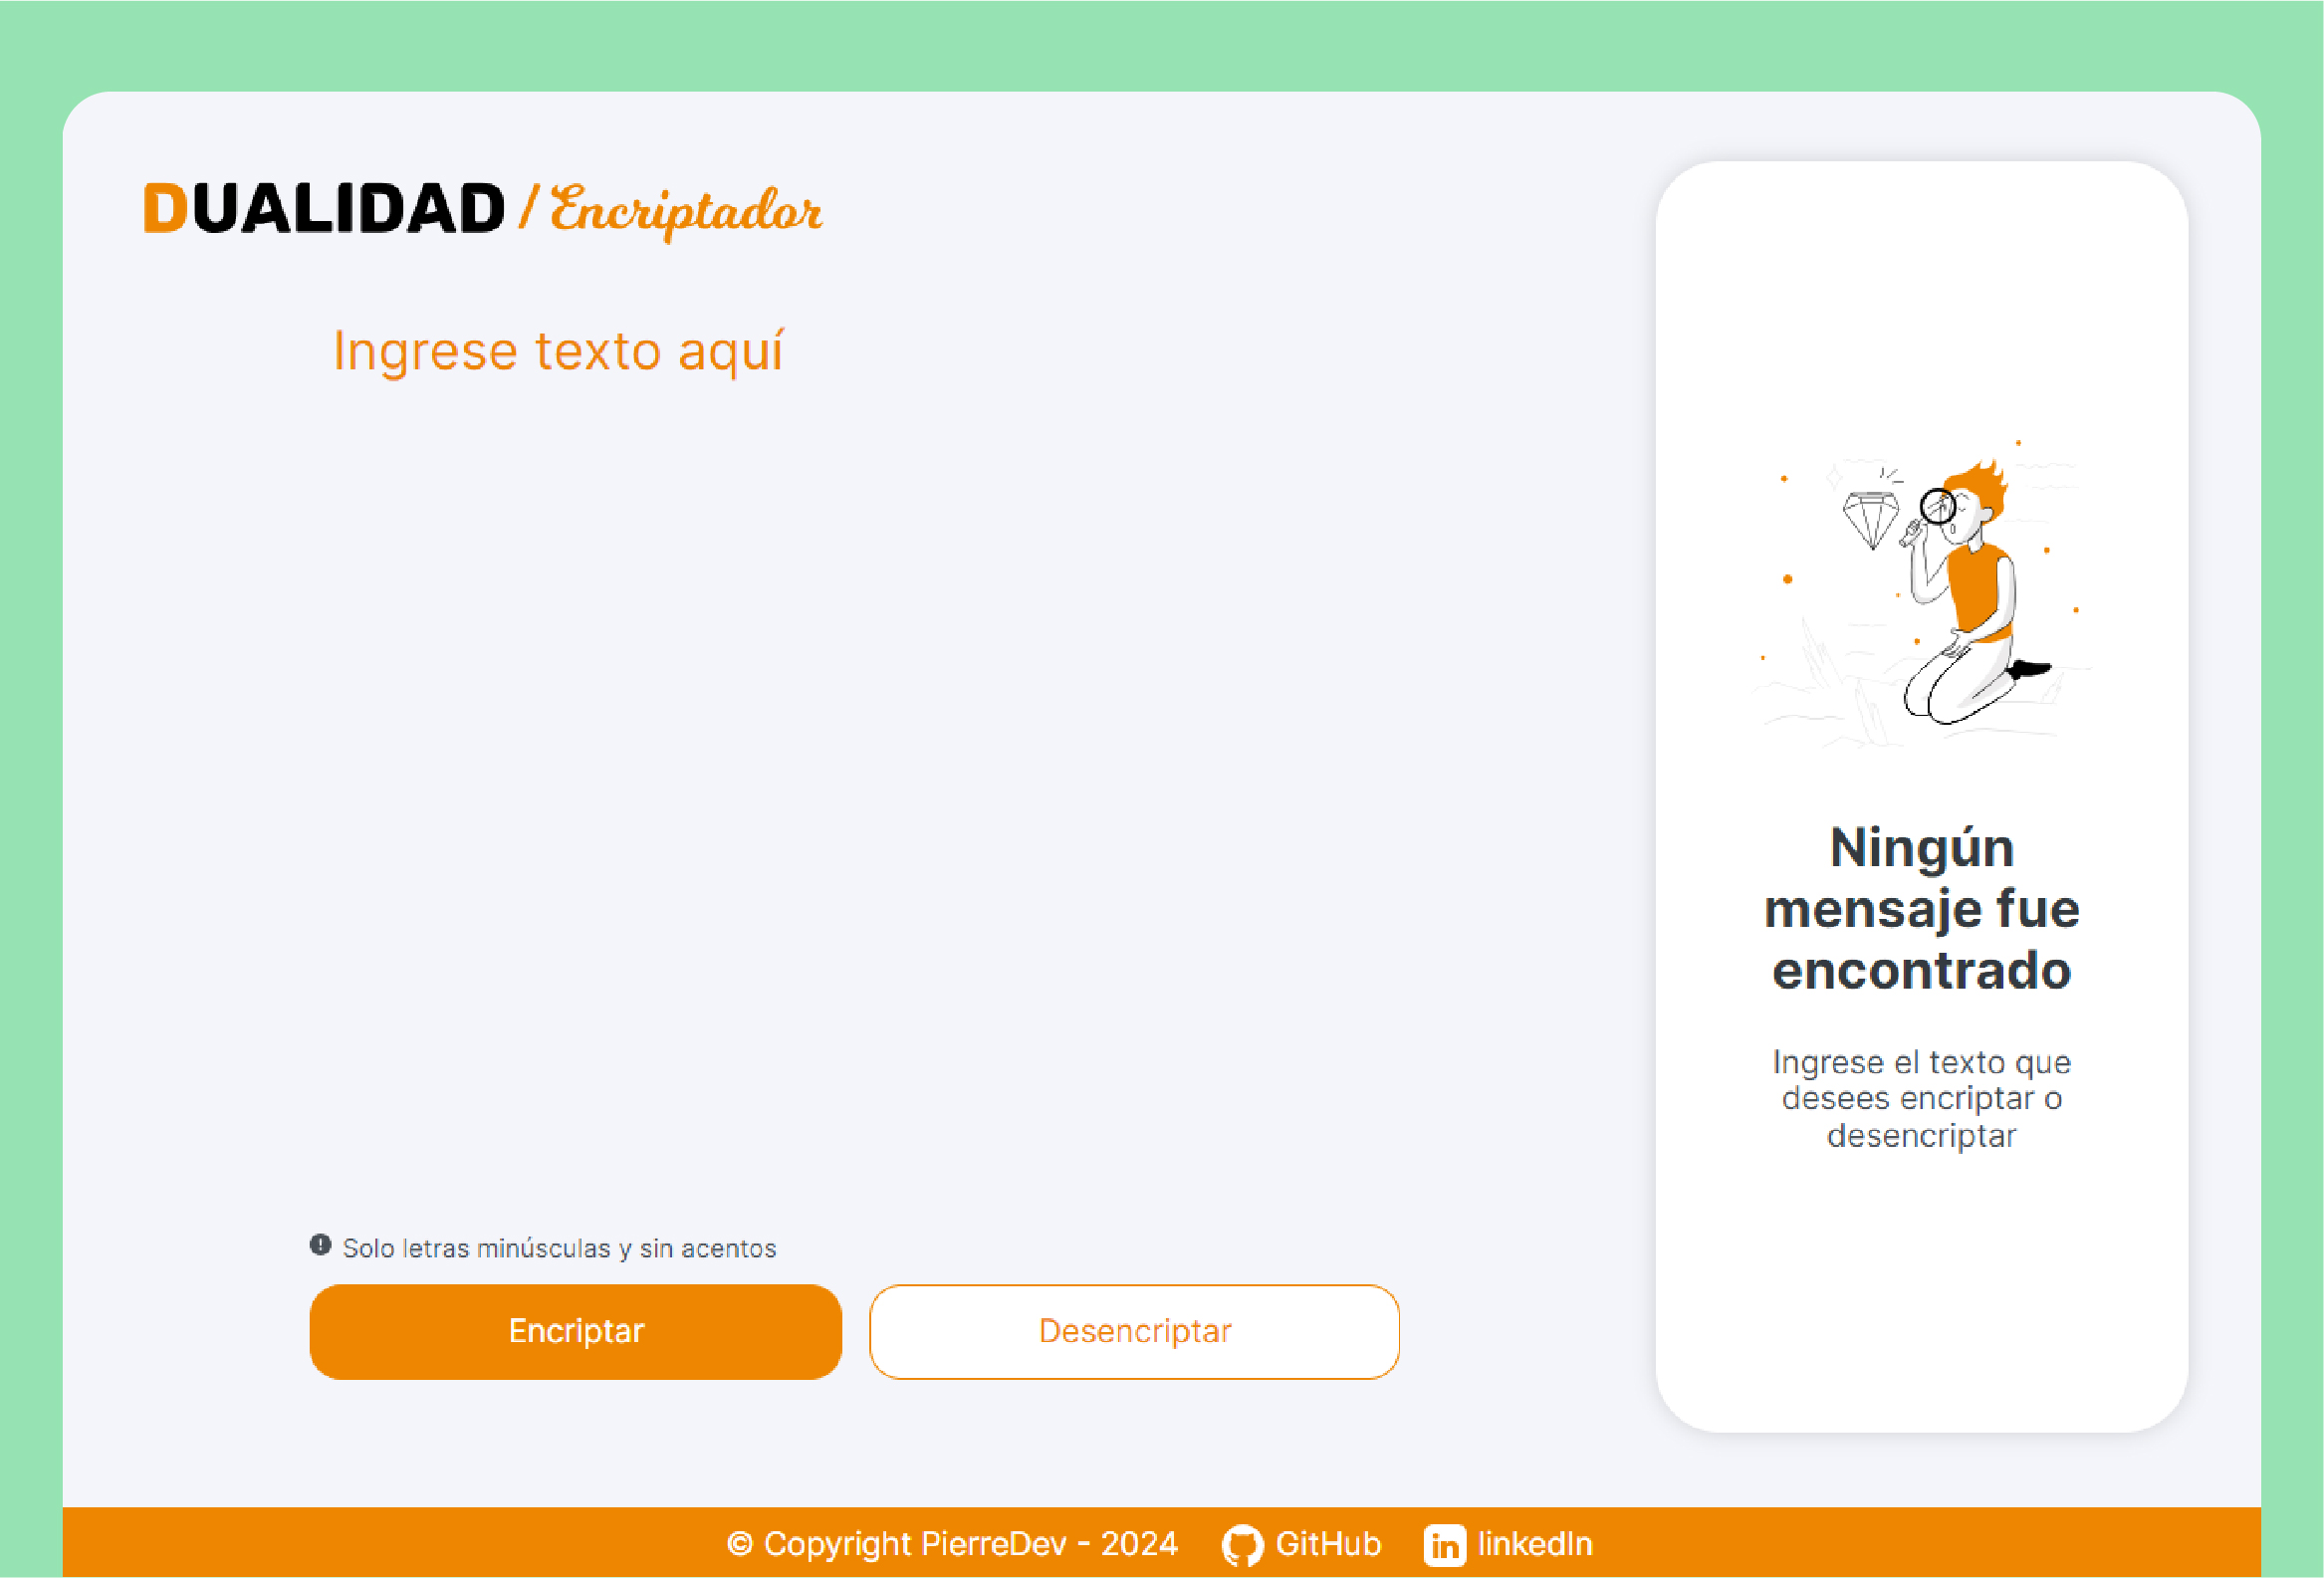 DUALIDAD / Encriptador
Ingrese texto aquí
Ningún
mensaje fue
encontrado
Ingrese el texto que
desees encriptar o
desencriptar
Solo letras minúsculas y sin acentos
Encriptar
Desencriptar
© Copyright PierreDev - 2024 GitHub linkedIn